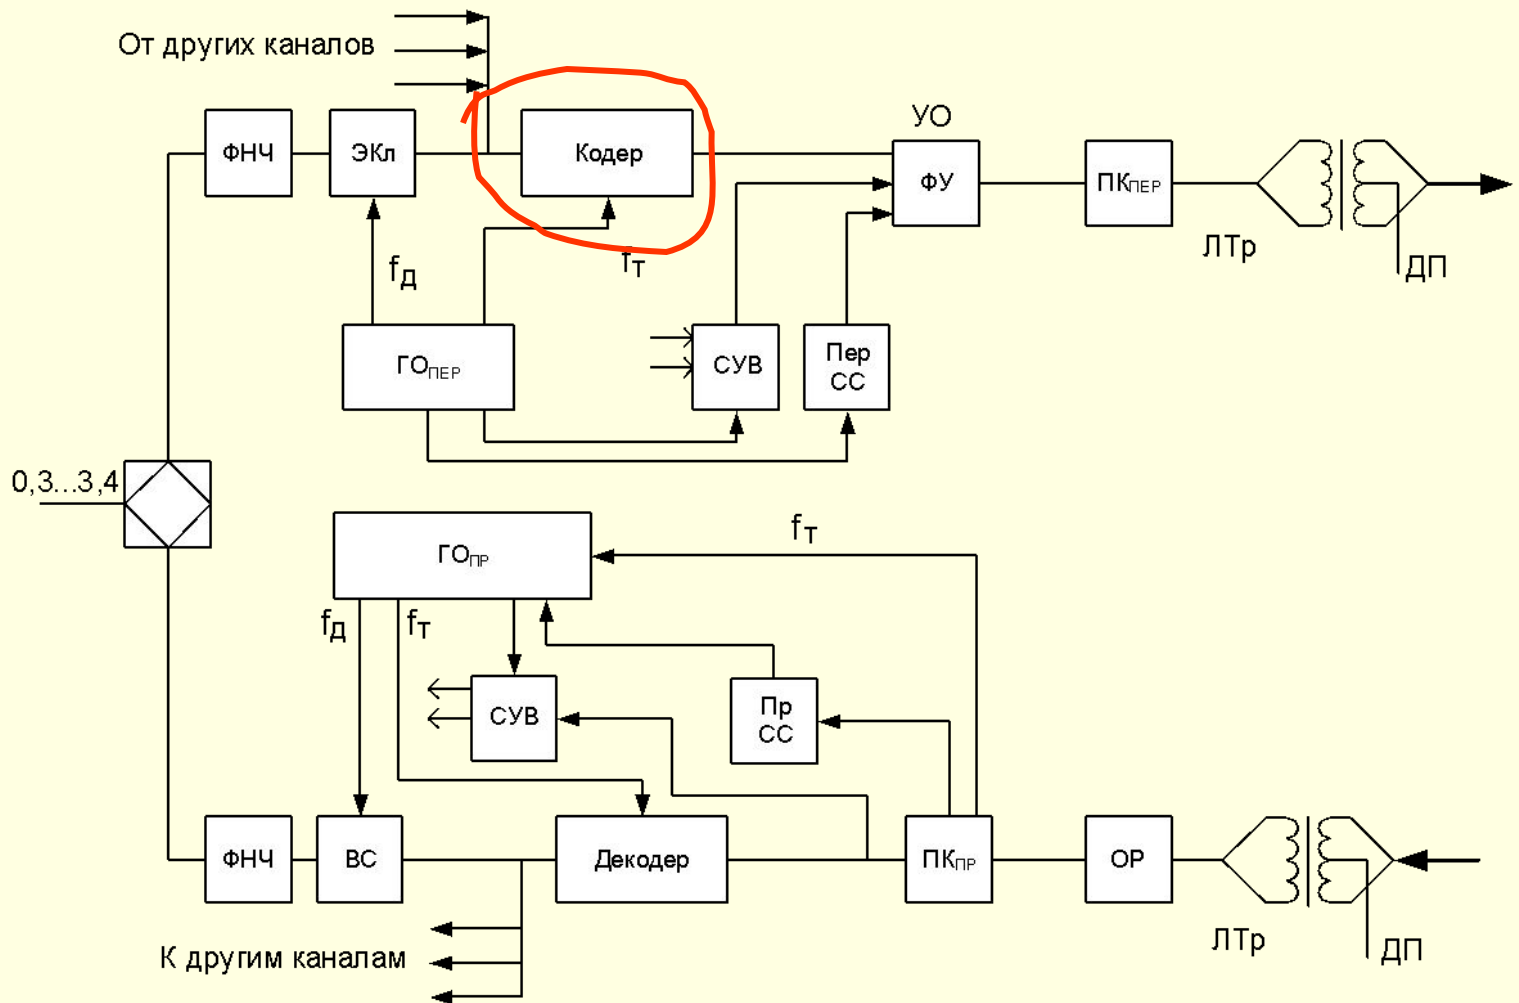 От других каналов
УО
ФНЧ
ЭКл
Кодер
ФУ
ПКПЕР
ЛТр
ДП
fД
fТ
ГОПЕР
СУВ
Пер
СС
0,3...3,4
ГОПР
fТ
fД
fТ
СУВ
Пр
СС
ФНЧ
ВС
Декодер
ПКПР
ОР
ЛТр
ДП
К другим каналам